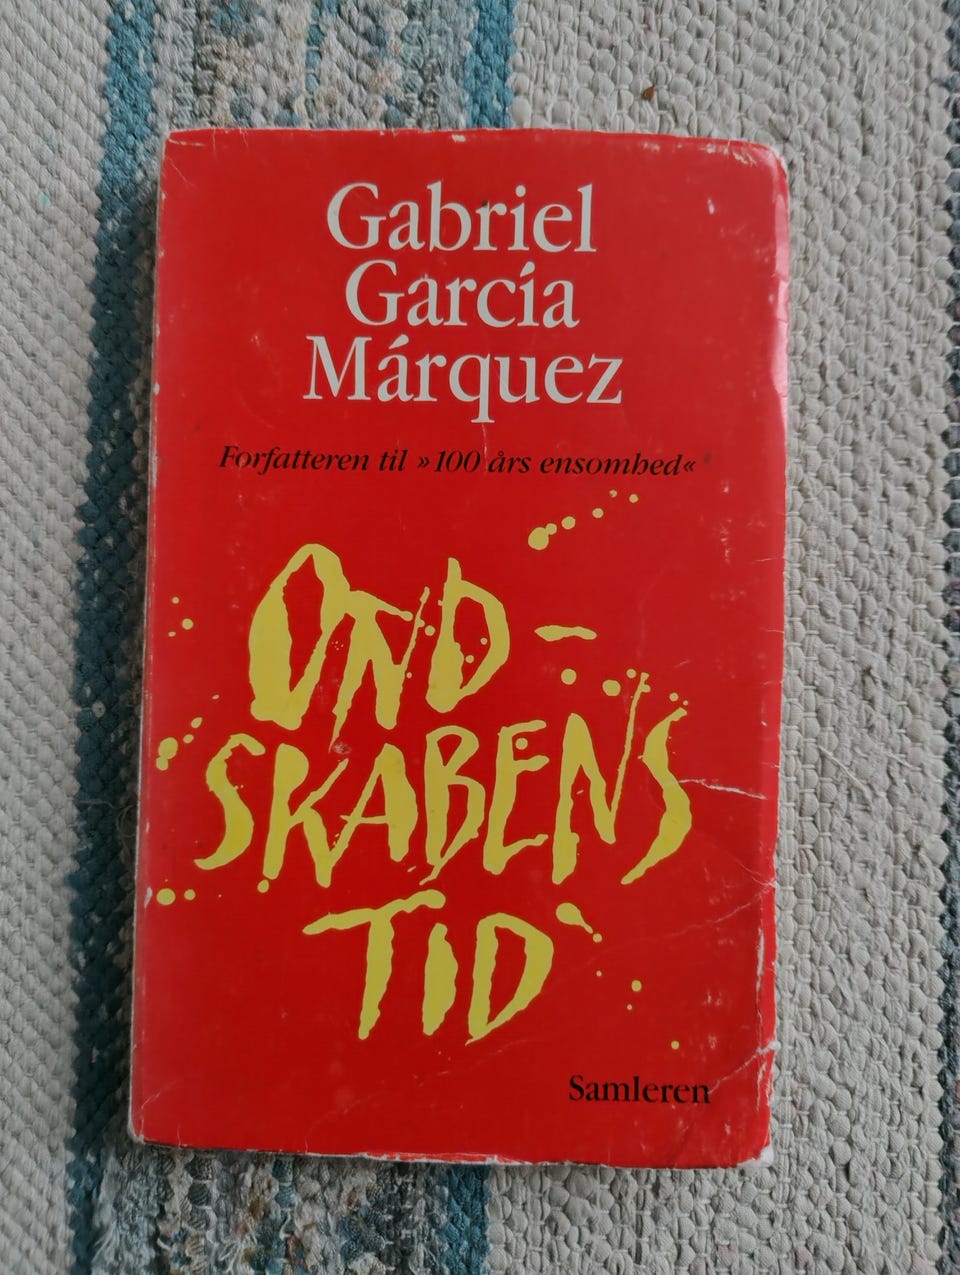 Gabriel
García
Márquez
Forfatteren til »100 års ensomhed«
OND-
SKABENS
TID
Samleren